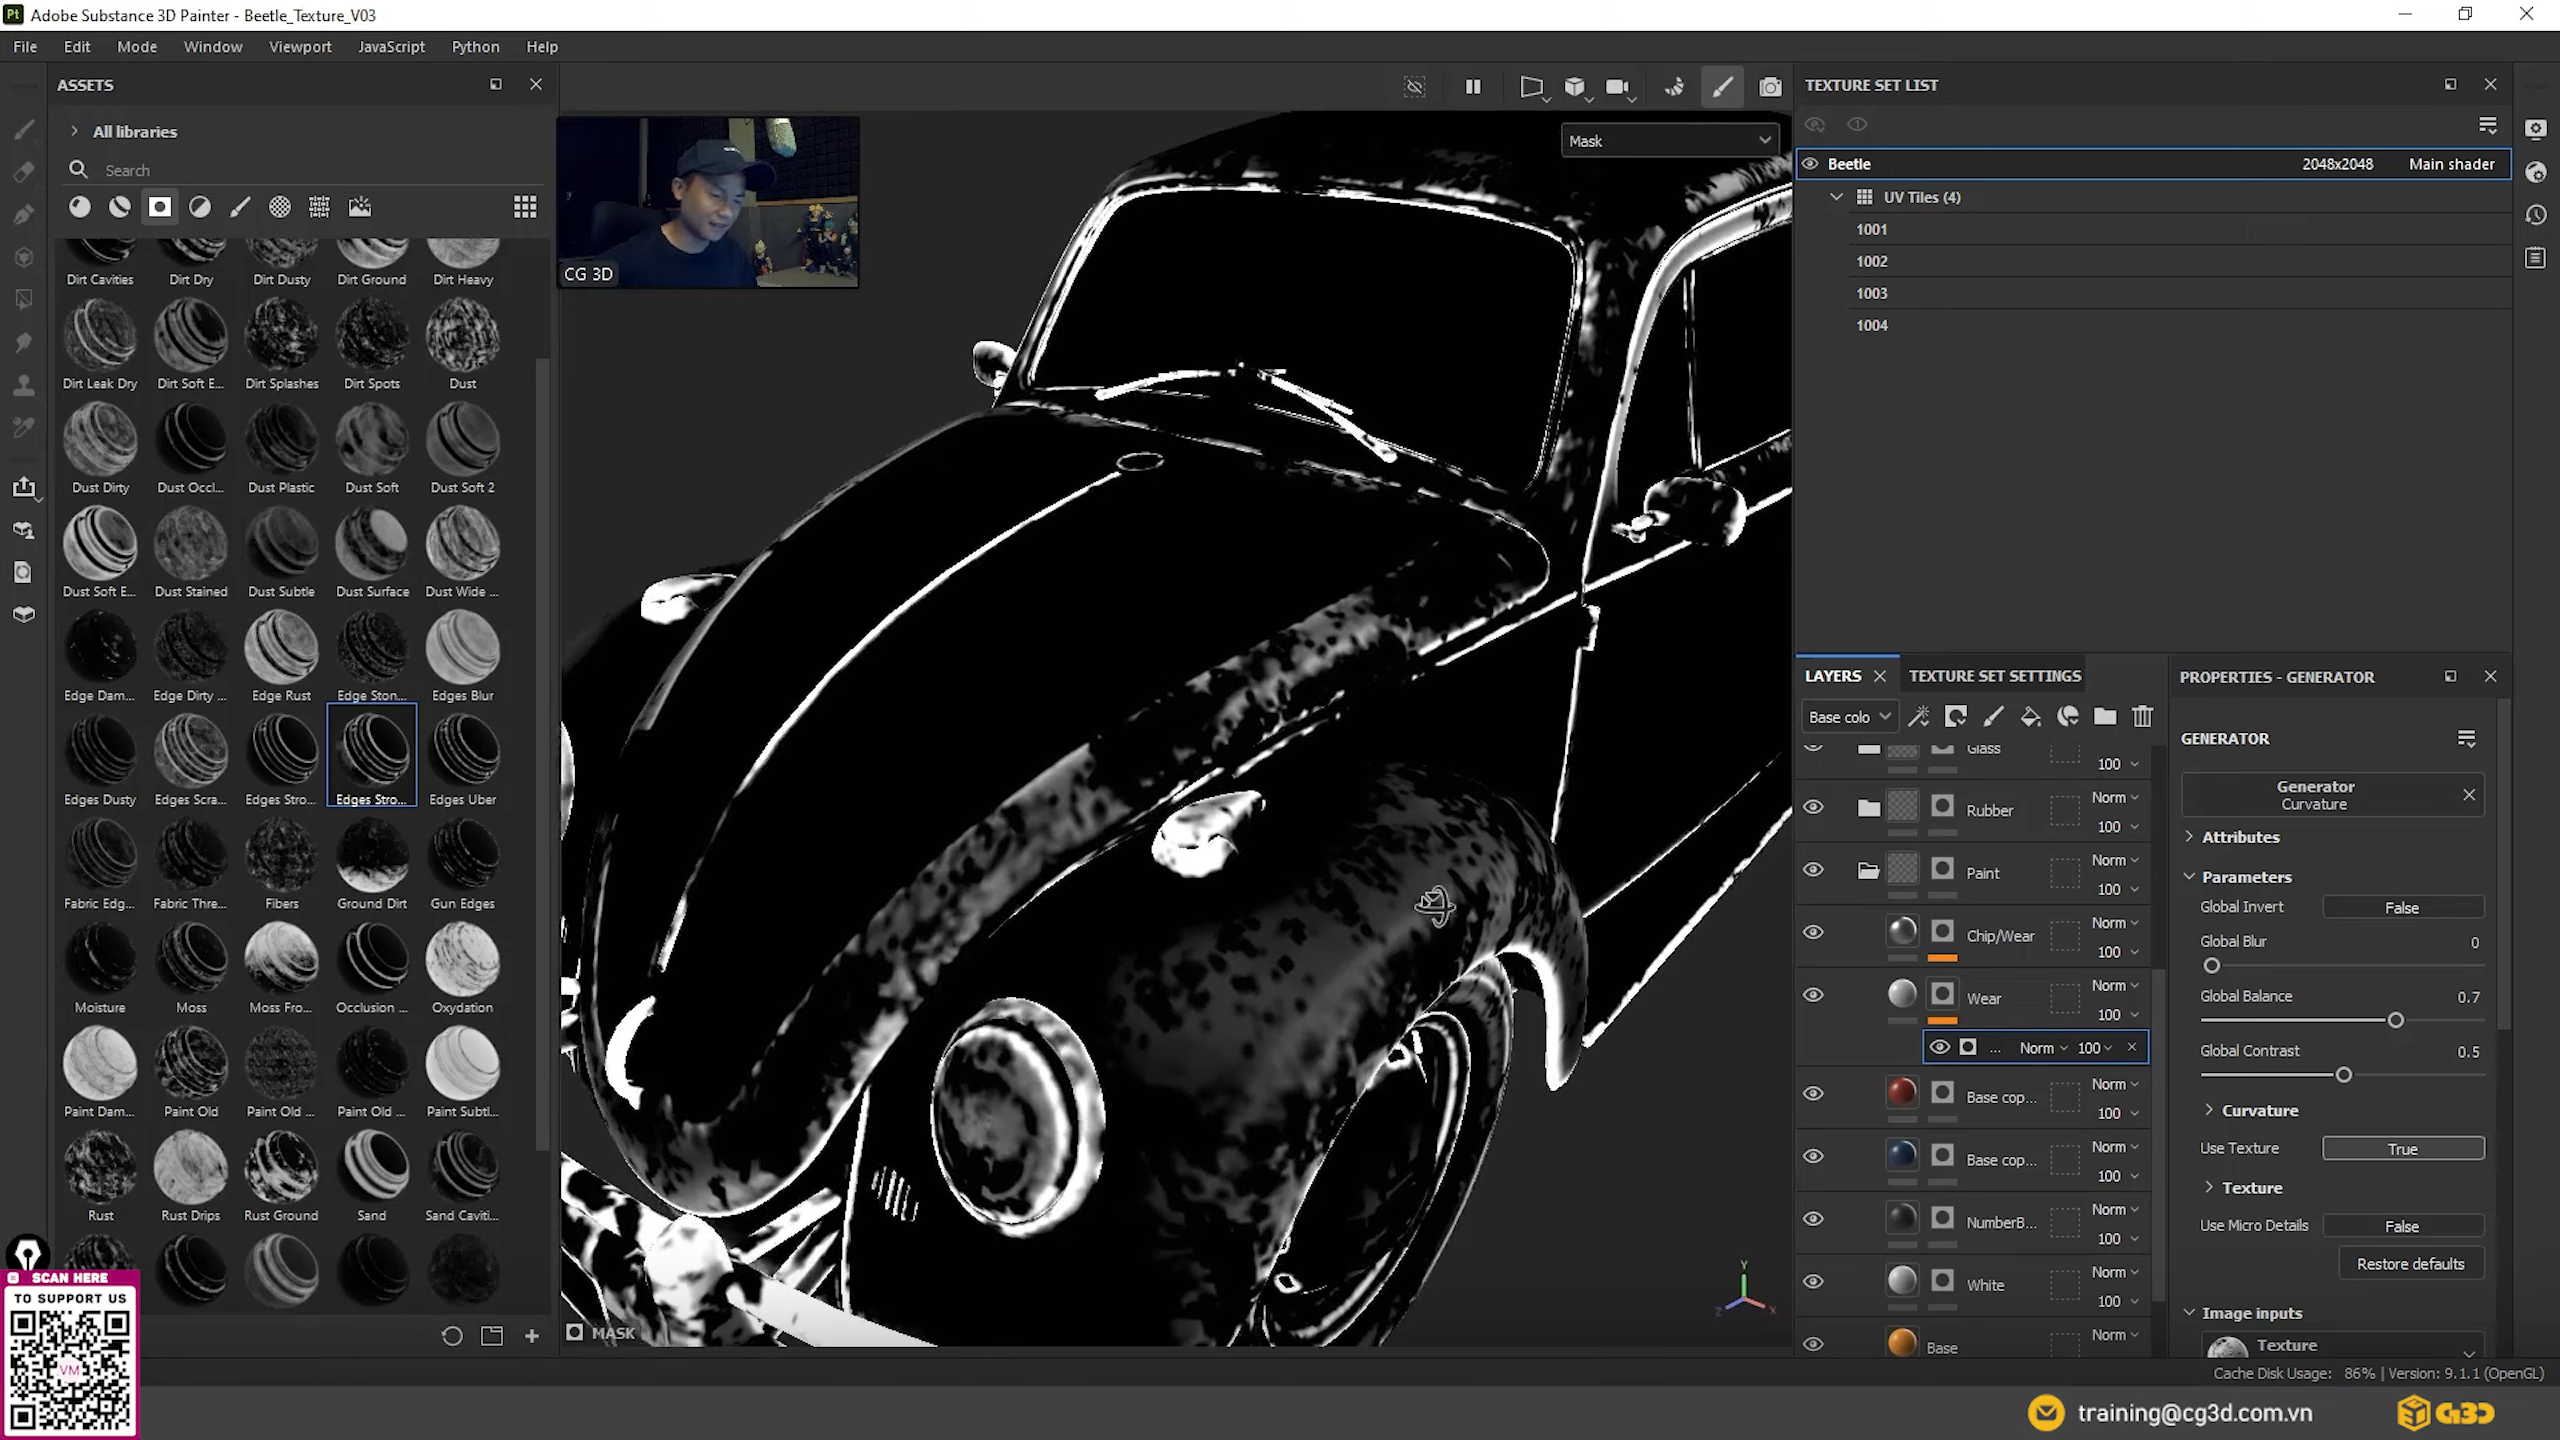 Pt Adobe Substance 3D Painter - Beetle_Texture_V03
File Edit Mode Window Viewport JavaScript Python Help
ASSETS
All libraries
Search
Dirt Cavities Dirt Dry Dirt Dusty Dirt Ground Dirt Heavy
Dirt Leak Dry Dirt Soft E... Dirt Splashes Dirt Spots Dust
Dust Dirty Dust Occl... Dust Plastic Dust Soft Dust Soft 2
Dust Soft E... Dust Stained Dust Subtle Dust Surface Dust Wide ...
Edge Dam... Edge Dirty ... Edge Rust Edge Ston... Edges Blur
Edges Dusty Edges Scra... Edges Stro... Edges Stro... Edges Uber
Fabric Edg... Fabric Thre... Fibers Ground Dirt Gun Edges
Moisture Moss Moss Fro... Occlusion ... Oxydation
Paint Dam... Paint Old Paint Old ... Paint Old ... Paint Subtl...
Rust Rust Drips Rust Ground Sand Sand Caviti...
SCAN HERE
TO SUPPORT US
VM
CG 3D
Mask
MASK
Y
Z
X
TEXTURE SET LIST
Beetle 2048x2048 Main shader
UV Tiles (4)
1001
1002
1003
1004
LAYERS TEXTURE SET SETTINGS
Base colo
Glass
100
Norm
Rubber
100
Norm
Paint
100
Norm
Chip/Wear
100
Norm
Wear
100
... Norm 100
Norm
Base cop...
100
Norm
Base cop...
100
Norm
NumberB...
100
Norm
White
100
Norm
Base
PROPERTIES - GENERATOR
GENERATOR
Generator
Curvature
Attributes
Parameters
Global Invert False
Global Blur 0
Global Balance 0.7
Global Contrast 0.5
Curvature
Use Texture True
Texture
Use Micro Details False
Restore defaults
Image inputs
Texture
Cache Disk Usage: 86% | Version: 9.1.1 (OpenGL)
training@cg3d.com.vn
CG3D